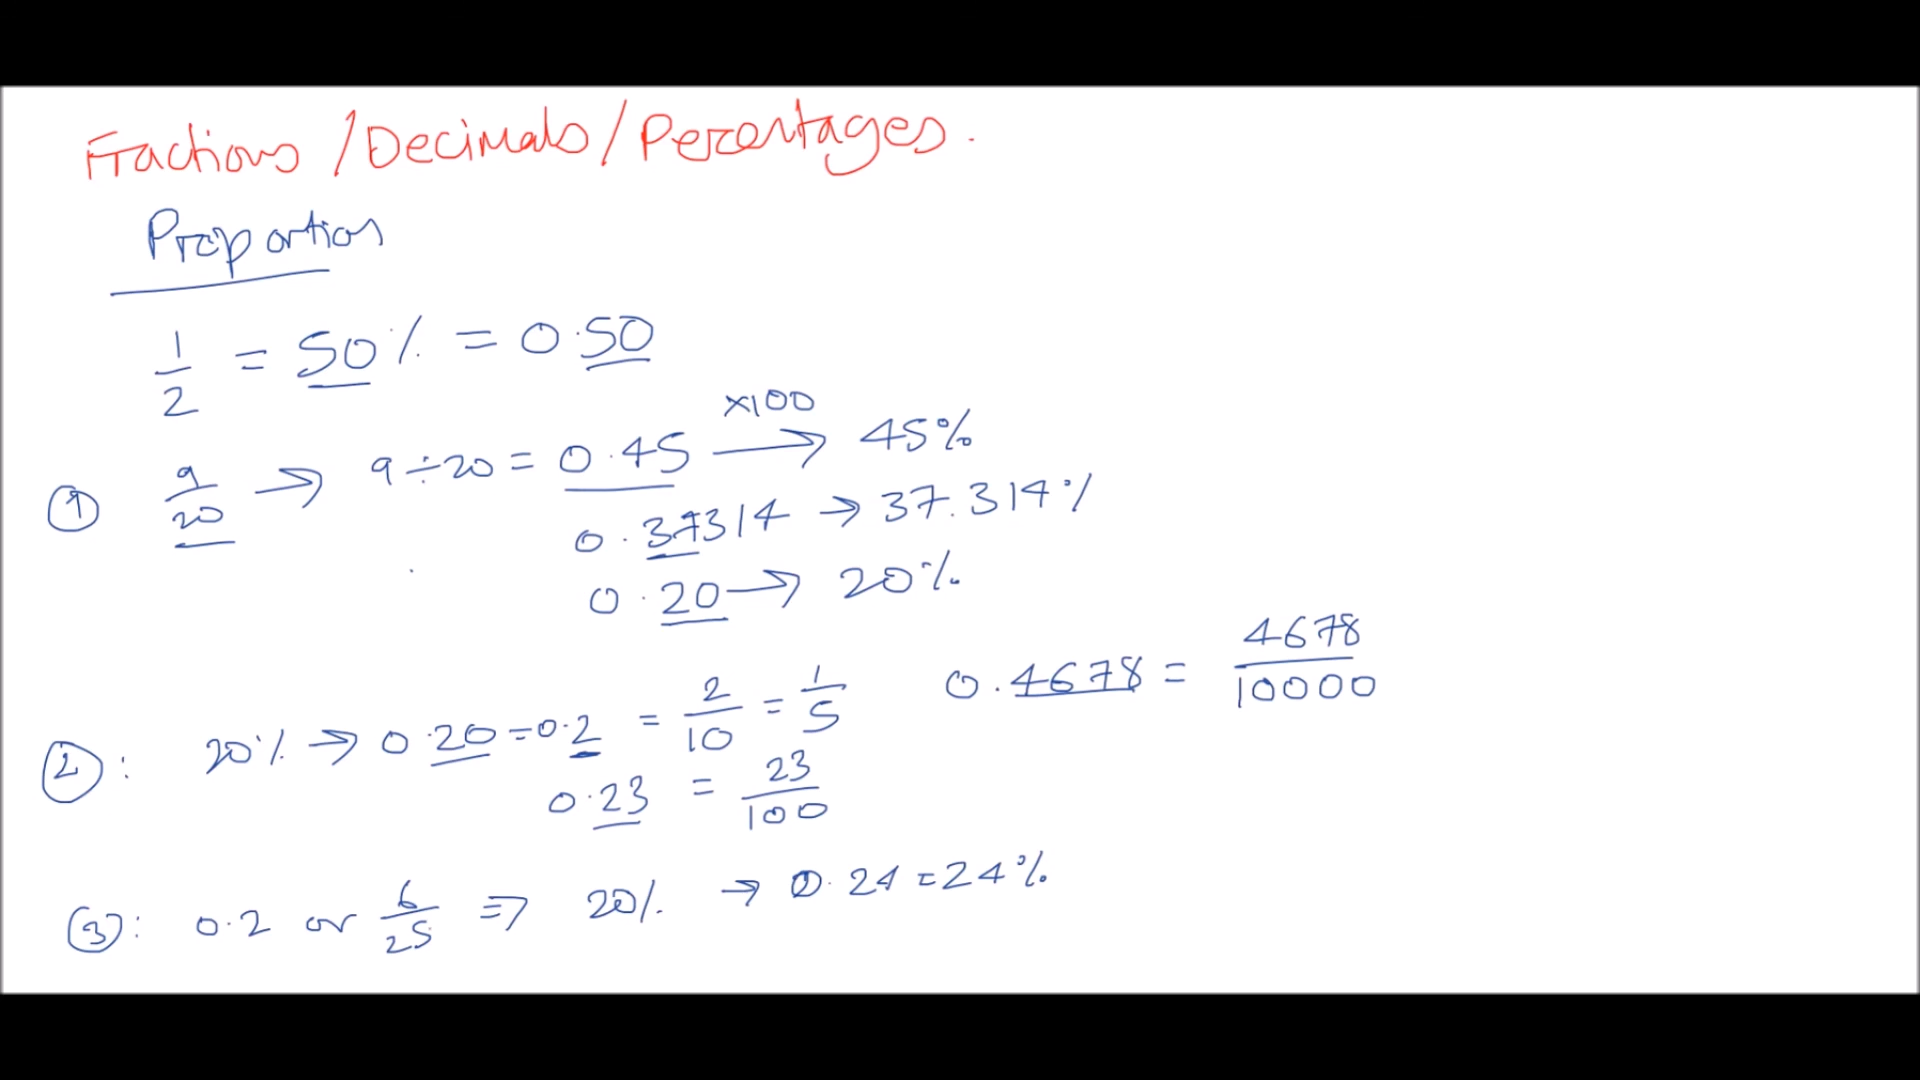 Fractions / Decimals / Percentages.
Proportion
1/2 = 50% = 0.50
① 9/20 → 9 ÷ 20 = 0.45 ×100 → 45%
0.37314 → 37.314%
0.20 → 20%
②: 20% → 0.20 = 0.2 = 2/10 = 1/5
0.4678 = 4678/10000
0.23 = 23/100
③: 0.2 or 6/25 ⇒ 20% → 0.24 = 24%